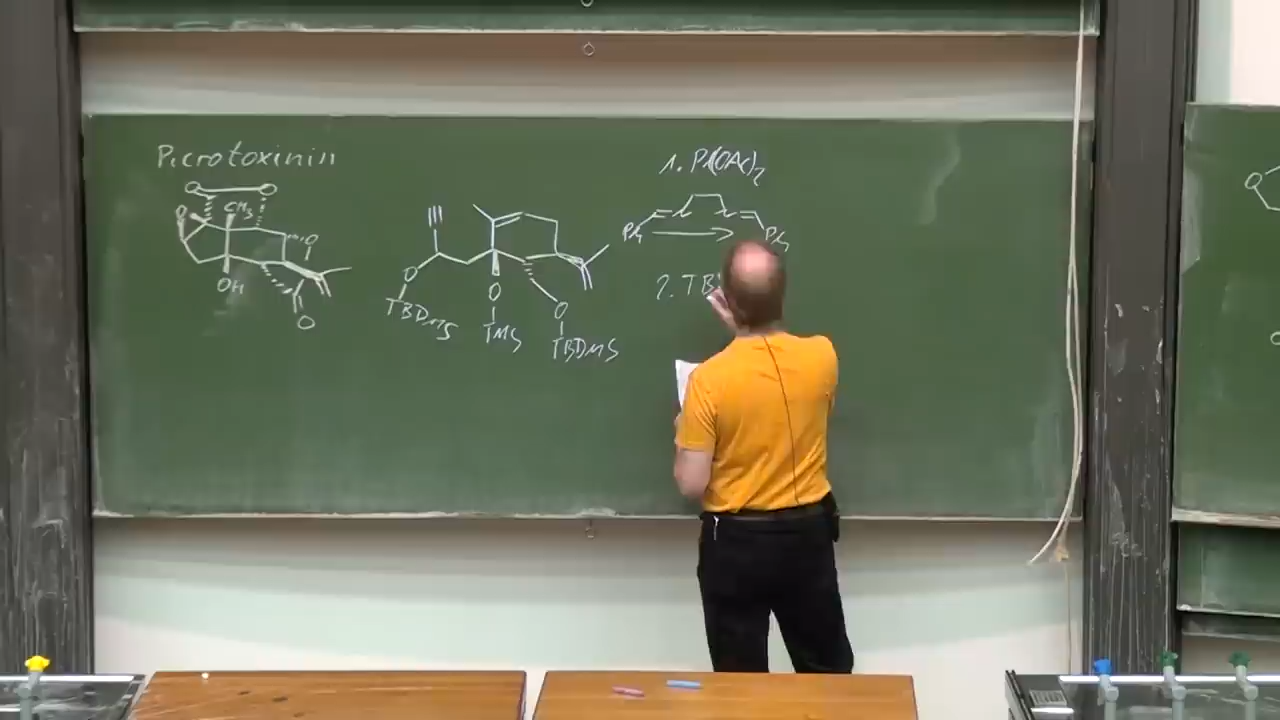 Picrotoxinin
O O
O CH₃ O
OH O
O O O
TBDMS TMS TBDMS
1. Pd(OAc)₂
Ph Ph
2. TB
O